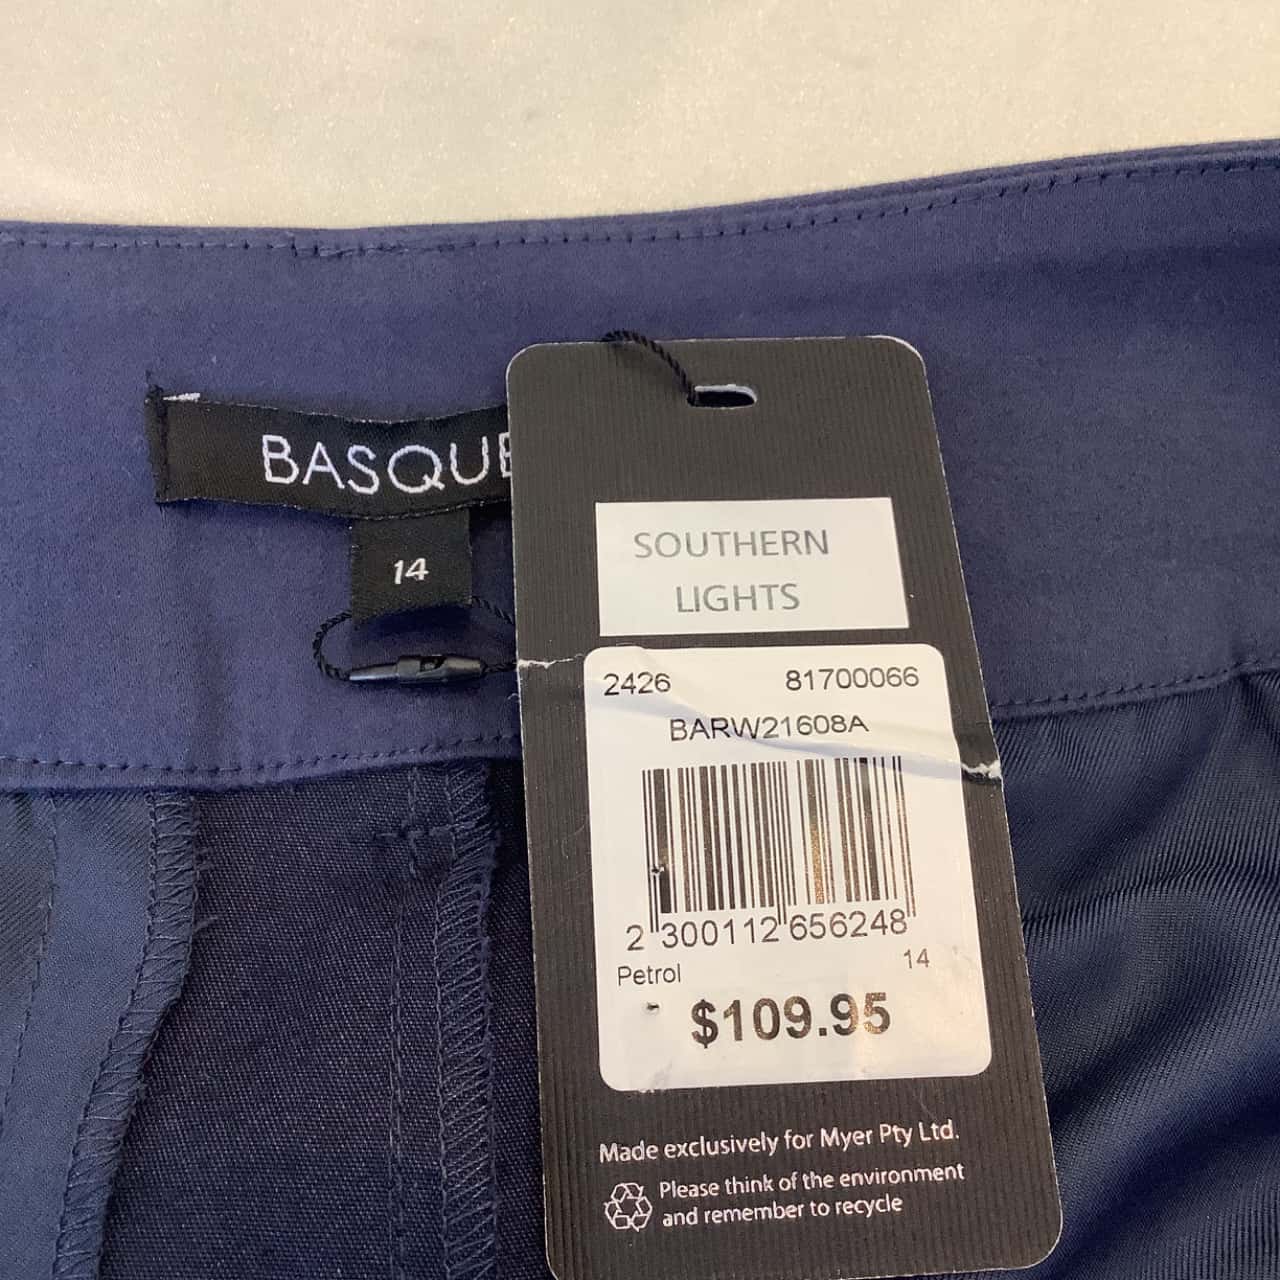 BASQUE
14
SOUTHERN
LIGHTS
2426 81700066
BARW21608A
2 300112 656248
Petrol 14
$109.95
Made exclusively for Myer Pty Ltd.
Please think of the environment
and remember to recycle